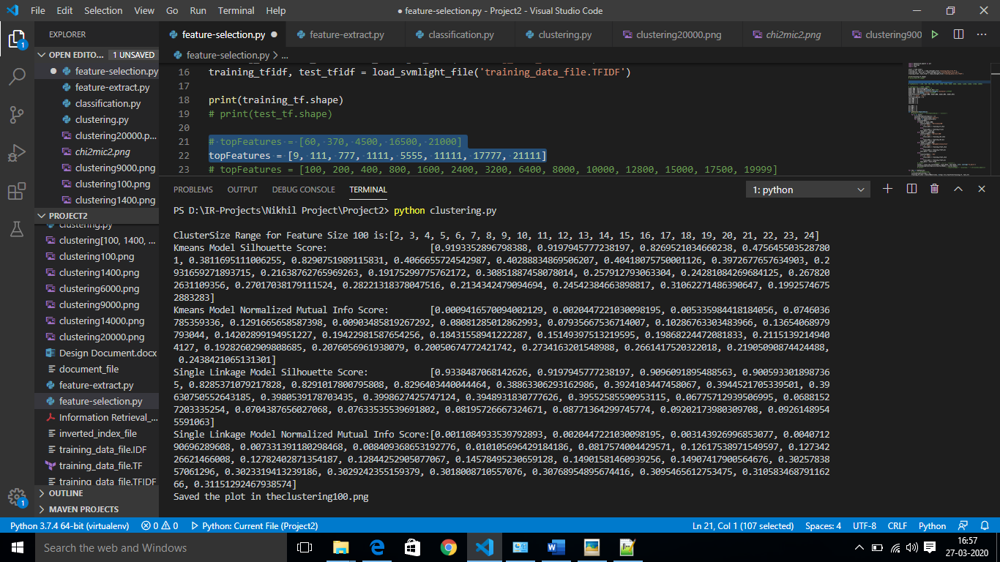 File Edit Selection View Go Run Terminal Help
● feature-selection.py - Project2 - Visual Studio Code
EXPLORER
feature-selection.py ●
feature-extract.py
classification.py
clustering.py
clustering20000.png
chi2mic2.png
clustering900
OPEN EDITO... 1 UNSAVED
● feature-selection.py
feature-extract.py
classification.py
clustering.py
clustering20000.p...
chi2mic2.png
clustering9000.png
clustering100.png
clustering1400.png
PROJECT2
clustering.py
clustering[100, 1400, ...
clustering100.png
clustering1400.png
clustering6000.png
clustering9000.png
clustering14000.png
clustering20000.png
Design Document.docx
document_file
feature-extract.py
feature-selection.py
Information Retrieval_...
inverted_index_file
training_data_file.IDF
training_data_file.TF
training_data_file.TFIDF
OUTLINE
MAVEN PROJECTS
feature-selection.py > ...
16 training_tfidf, test_tfidf = load_svmlight_file('training_data_file.TFIDF')
17
18 print(training_tf.shape)
19 # print(test_tf.shape)
20
21 # topFeatures = [60, 370, 4500, 16500, 21000]
22 topFeatures = [9, 111, 777, 1111, 5555, 11111, 17777, 21111]
23 # topFeatures = [100, 200, 400, 800, 1600, 2400, 3200, 6400, 8000, 10000, 12800, 15000, 17500, 19999]
PROBLEMS OUTPUT DEBUG CONSOLE TERMINAL
1: python
PS D:\IR-Projects\Nikhil Project\Project2> python clustering.py
ClusterSize Range for Feature Size 100 is:[2, 3, 4, 5, 6, 7, 8, 9, 10, 11, 12, 13, 14, 15, 16, 17, 18, 19, 20, 21, 22, 23, 24]
Kmeans Model Silhouette Score: [0.9193352896798388, 0.9197945777238197, 0.8269521034660238, 0.475645503528780
1, 0.3811695111006255, 0.8290751989115831, 0.4066655724542987, 0.40288834869506207, 0.40418075750001126, 0.3972677657634903, 0.2
931659271893715, 0.21638762765969263, 0.19175299775762172, 0.30851887458078014, 0.257912793063304, 0.24281084269684125, 0.267820
2631109356, 0.27017038179111524, 0.28221318378047516, 0.2134342479094694, 0.24542384663898817, 0.31062271486390647, 0.1992574675
2883283]
Kmeans Model Normalized Mutual Info Score: [0.0009416570094002129, 0.0020447221030098195, 0.005335984418184056, 0.0746036
785359336, 0.1291665658587398, 0.00903485819267292, 0.08081285012862993, 0.07935667536714007, 0.10286763303483966, 0.13654068979
793044, 0.14202899194951227, 0.19422981587654256, 0.18431558941222287, 0.15149397513219595, 0.19868224472081833, 0.2115139214940
4127, 0.19282602909808685, 0.2076056961938079, 0.20050674772421742, 0.2734163201548988, 0.2661417520322018, 0.21905090874424488,
0.2438421065131301]
Single Linkage Model Silhouette Score: [0.9338487068142626, 0.9197945777238197, 0.9096091895488563, 0.900593301898736
5, 0.8285371079217828, 0.8291017800795808, 0.8296403440044464, 0.38863306293162986, 0.3924103447458067, 0.3944521705339501, 0.39
630750552643185, 0.3980539178703435, 0.3998627425747124, 0.3948931830777626, 0.39552585590953115, 0.06775712939506995, 0.0688152
7203335254, 0.0704387656027068, 0.07633535539691802, 0.08195726667324671, 0.08771364299745774, 0.09202173980309708, 0.0926148954
5591063]
Single Linkage Model Normalized Mutual Info Score:[0.0011084933539792893, 0.0020447221030098195, 0.003143926996853077, 0.0040712
90696289608, 0.007331391180298468, 0.008409368653192776, 0.010105696429184186, 0.0817574004429571, 0.12617538971549597, 0.127342
26621466008, 0.12782402871354187, 0.12844252905077067, 0.14578495230659128, 0.14901581460939256, 0.14907417900564676, 0.30257838
57061296, 0.3023319413239186, 0.3029242355159379, 0.3018008710557076, 0.30768954895674416, 0.3095465612753475, 0.310583468791162
66, 0.31151292467938574]
Saved the plot in theclustering100.png
1
1
Python 3.7.4 64-bit (virtualenv) 0 0 Python: Current File (Project2)
Ln 21, Col 1 (107 selected) Spaces: 4 UTF-8 CRLF Python
Search the web and Windows
16:57
27-03-2020